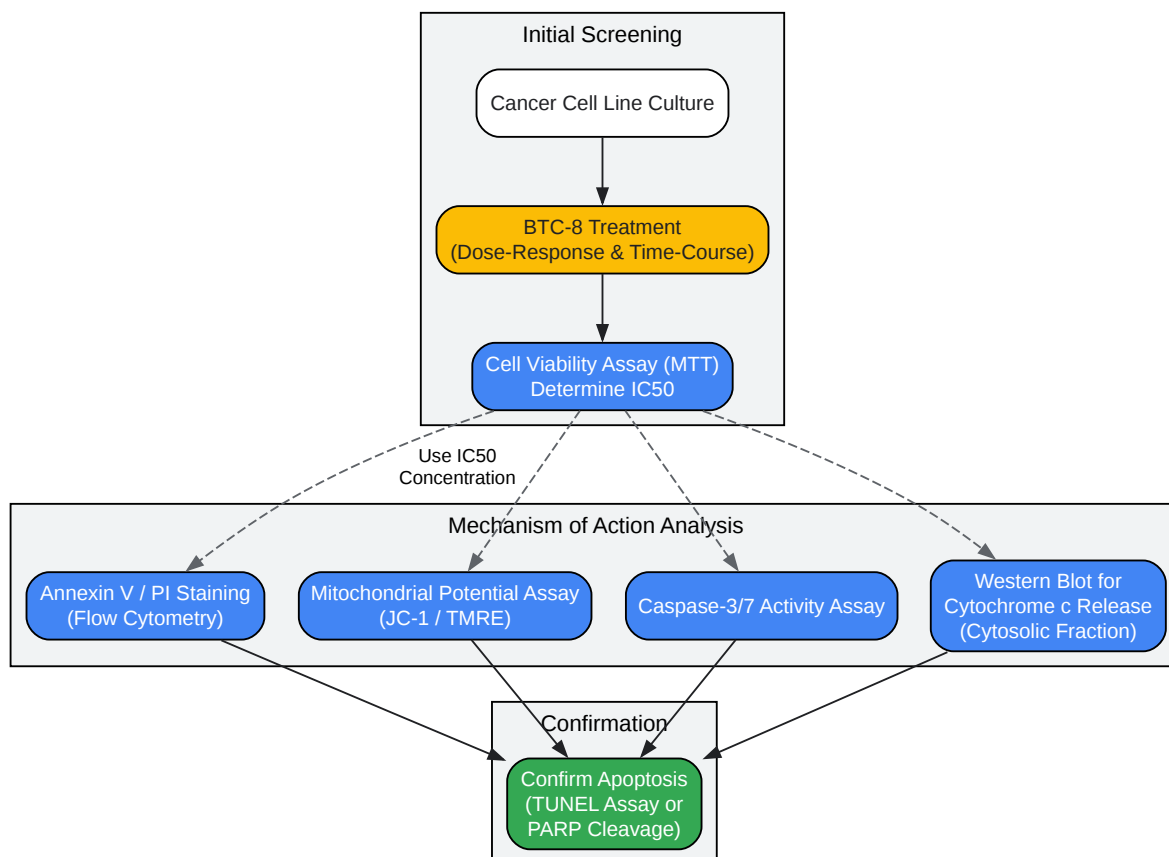 Initial Screening
Cancer Cell Line Culture
BTC-8 Treatment
(Dose-Response & Time-Course)
Cell Viability Assay (MTT)
Determine IC50
Use IC50
Concentration
Mechanism of Action Analysis
Annexin V / PI Staining
(Flow Cytometry)
Mitochondrial Potential Assay
(JC-1 / TMRE)
Caspase-3/7 Activity Assay
Western Blot for
Cytochrome c Release
(Cytosolic Fraction)
Confirmation
Confirm Apoptosis
(TUNEL Assay or
PARP Cleavage)